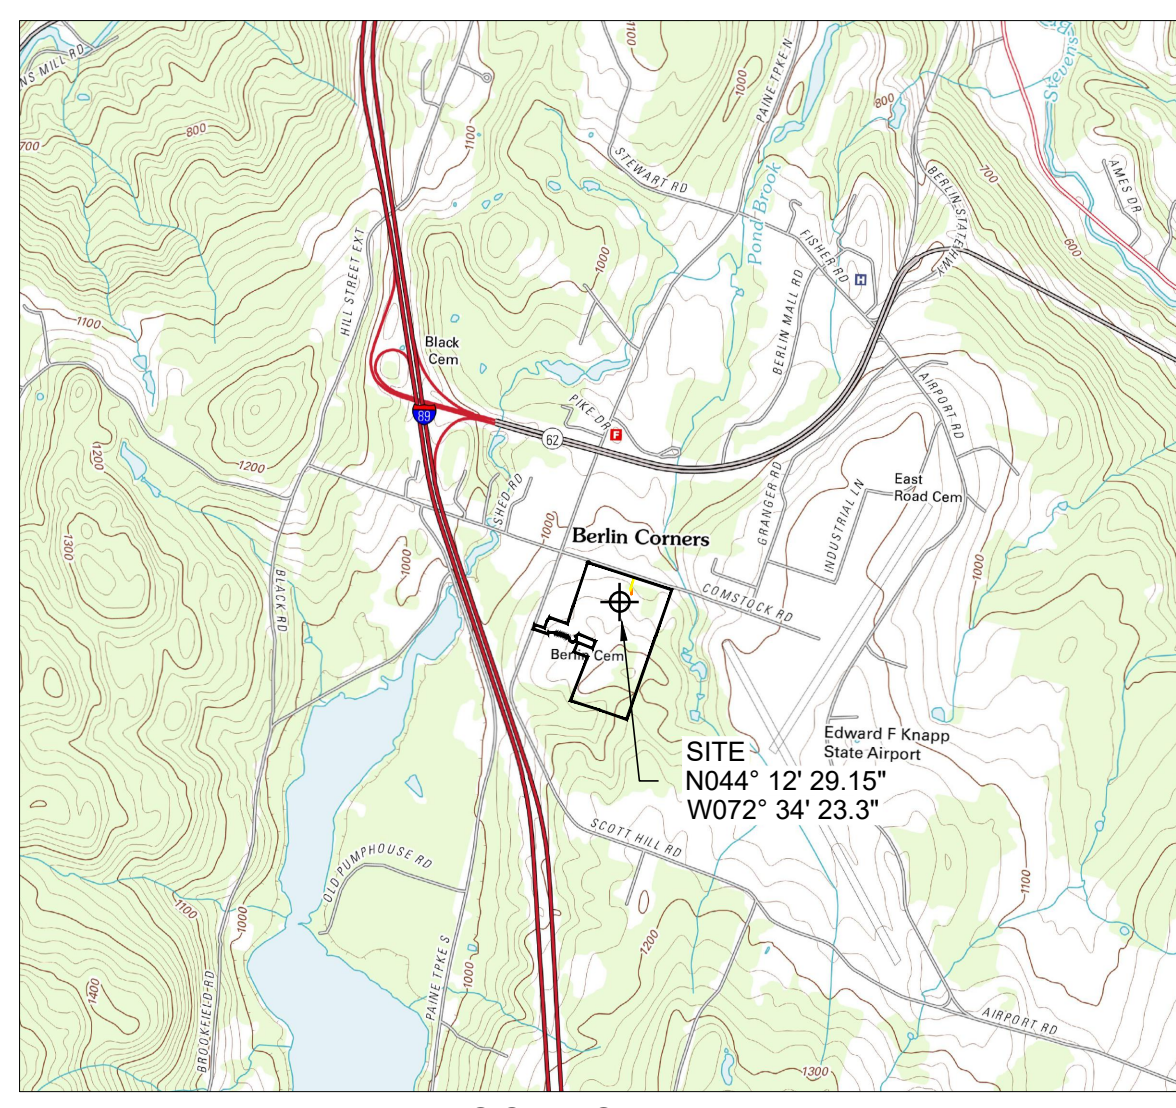 NS MILL RD
800
700
1100
1000
PAINE TPKE N
1100
1000
800
Stevens
STEWART RD
Pond Brook
BERLIN STATE HWY
700
AMES DR
600
HILL STREET EXT
1000
FISHER RD
H
1100
Black
Cem
BERLIN MALL RD
89
PIKE DR
F
62
AIRPORT RD
1200
1200
SHED RD
GRANGER RD
INDUSTRIAL LN
East
Road Cem
1000
Berlin Corners
1300
1000
1000
BLACK RD
COMSTOCK RD
Berlin Cem
Edward F Knapp
State Airport
SITE
N044° 12' 29.15"
W072° 34' 23.3"
SCOTT HILL RD
OLD PUMPHOUSE RD
1100
1100
1000
1200
PAINE TPKE S
1000
1400
BROOKFIELD RD
AIRPORT RD
1300